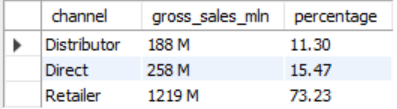 channel gross_sales_mln percentage
Distributor 188 M 11.30
Direct 258 M 15.47
Retailer 1219 M 73.23